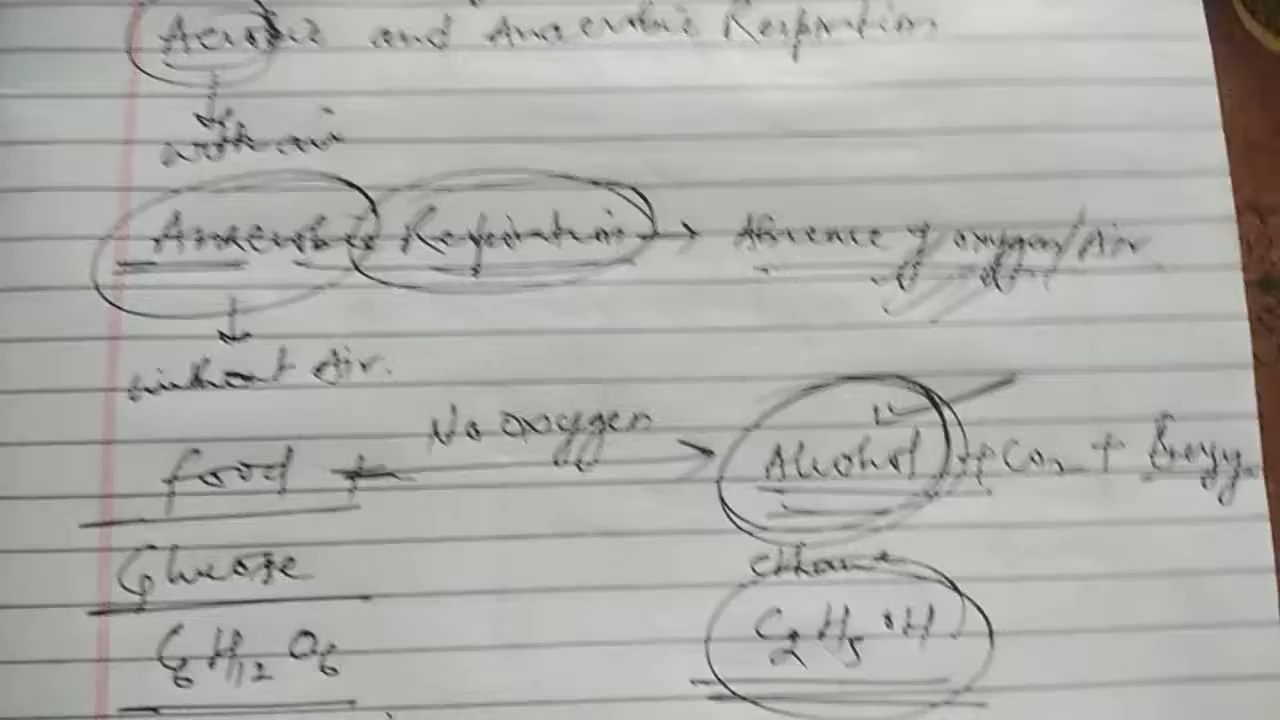 Aerobic and Anaerobic Respiration
with air
Anaerobic Respiration → Absence of oxygen/Air
without Air.
food + No oxygen → Alcohol + Co2 + Energy
Glucose
C6H12O6 C2H5OH